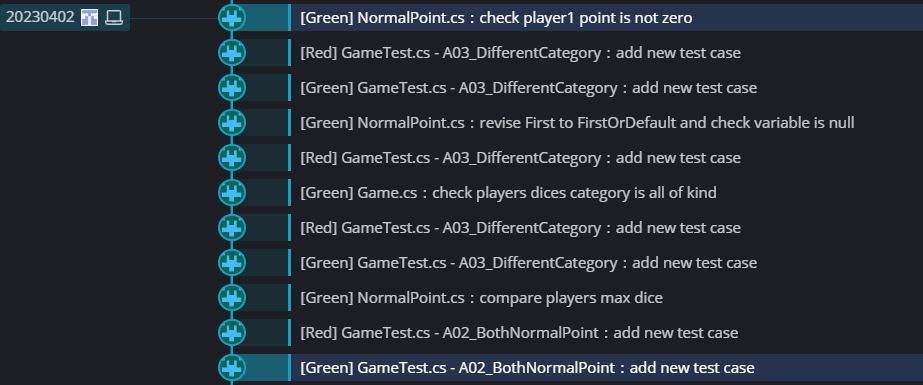 20230402
[Green] NormalPoint.cs：check player1 point is not zero
[Red] GameTest.cs - A03_DifferentCategory：add new test case
[Green] GameTest.cs - A03_DifferentCategory：add new test case
[Green] NormalPoint.cs：revise First to FirstOrDefault and check variable is null
[Red] GameTest.cs - A03_DifferentCategory：add new test case
[Green] Game.cs：check players dices category is all of kind
[Red] GameTest.cs - A03_DifferentCategory：add new test case
[Green] GameTest.cs - A03_DifferentCategory：add new test case
[Green] NormalPoint.cs：compare players max dice
[Red] GameTest.cs - A02_BothNormalPoint：add new test case
[Green] GameTest.cs - A02_BothNormalPoint：add new test case